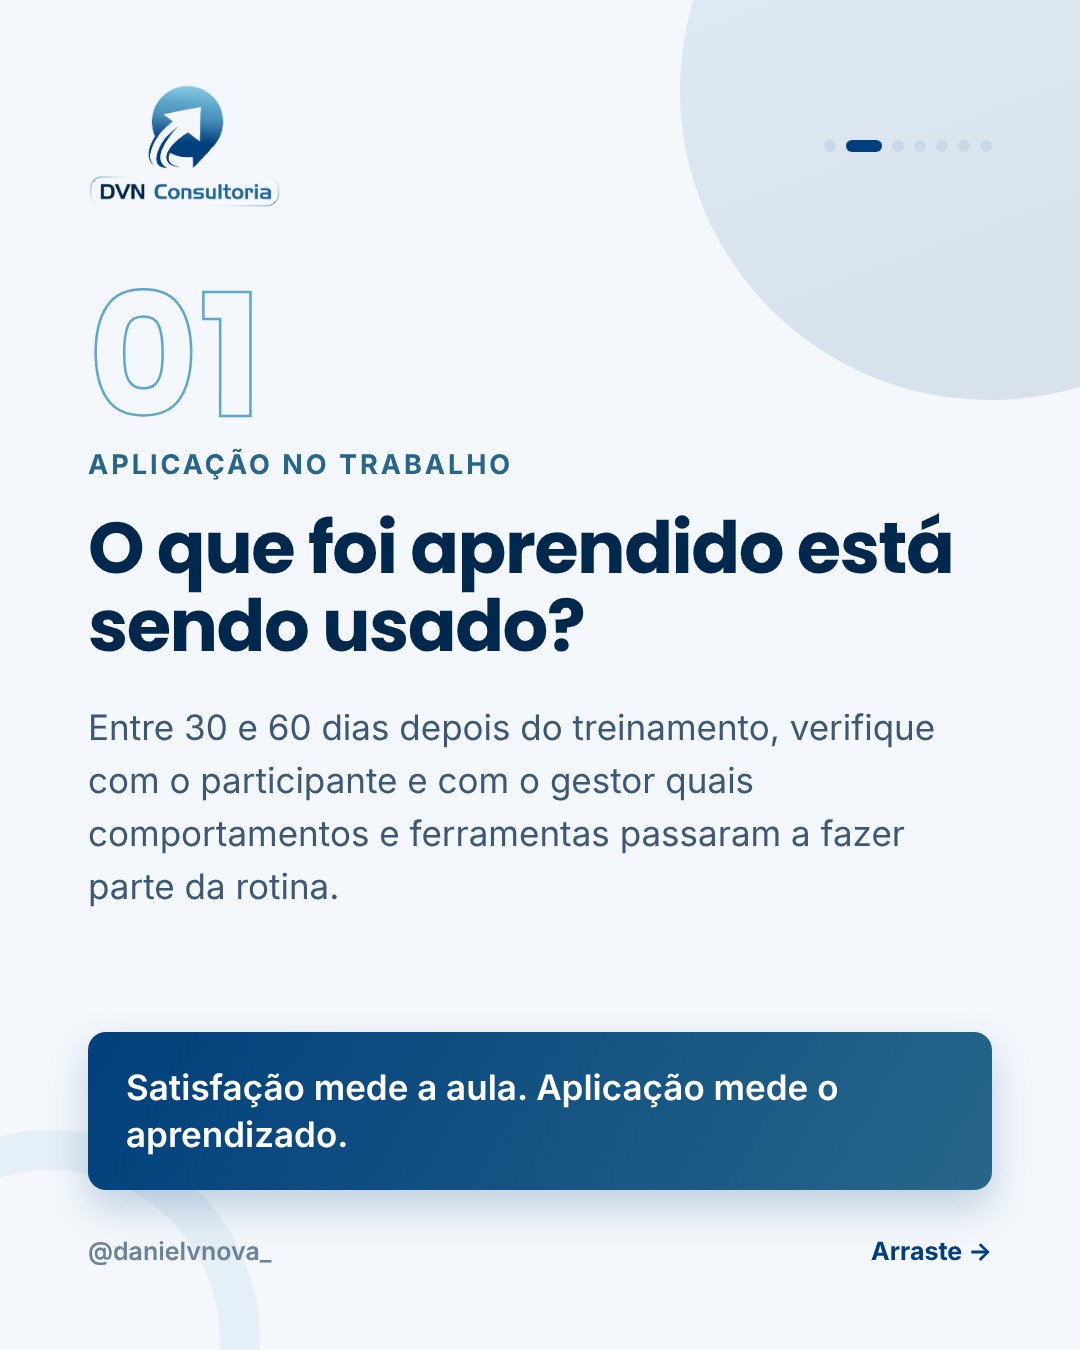 DVN Consultoria
01
APLICAÇÃO NO TRABALHO
O que foi aprendido está
sendo usado?
Entre 30 e 60 dias depois do treinamento, verifique
com o participante e com o gestor quais
comportamentos e ferramentas passaram a fazer
parte da rotina.
Satisfação mede a aula. Aplicação mede o
aprendizado.
@danielvnova_
Arraste →